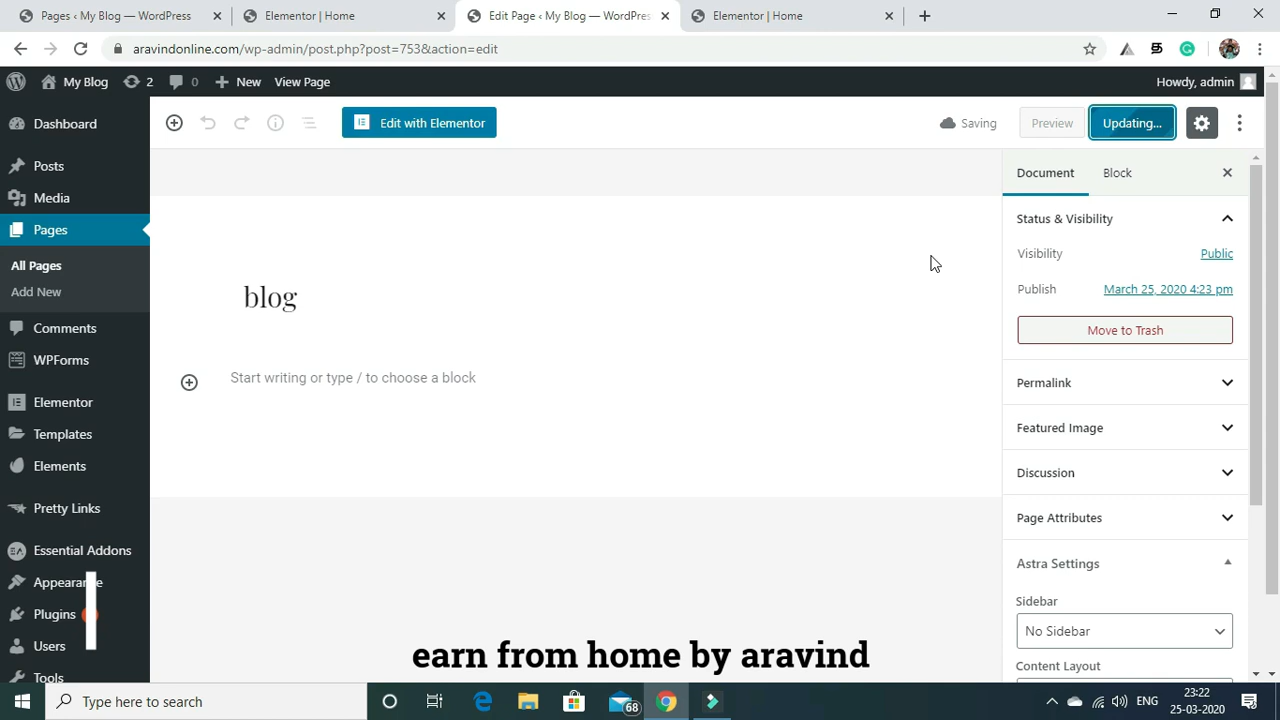 Pages ‹ My Blog — WordPress
Elementor | Home
Edit Page ‹ My Blog — WordPress
Elementor | Home
aravindonline.com/wp-admin/post.php?post=753&action=edit
My Blog
2
0
New
View Page
Howdy, admin
Dashboard
Posts
Media
Pages
All Pages
Add New
Comments
WPForms
Elementor
Templates
Elements
Pretty Links
Essential Addons
Appearance
Plugins
Users
Tools
Edit with Elementor
Saving
Preview
Updating...
blog
Start writing or type / to choose a block
Document
Block
Status & Visibility
Visibility
Public
Publish
March 25, 2020 4:23 pm
Move to Trash
Permalink
Featured Image
Discussion
Page Attributes
Astra Settings
Sidebar
No Sidebar
Content Layout
earn from home by aravind
Type here to search
68
ENG
23:22
25-03-2020